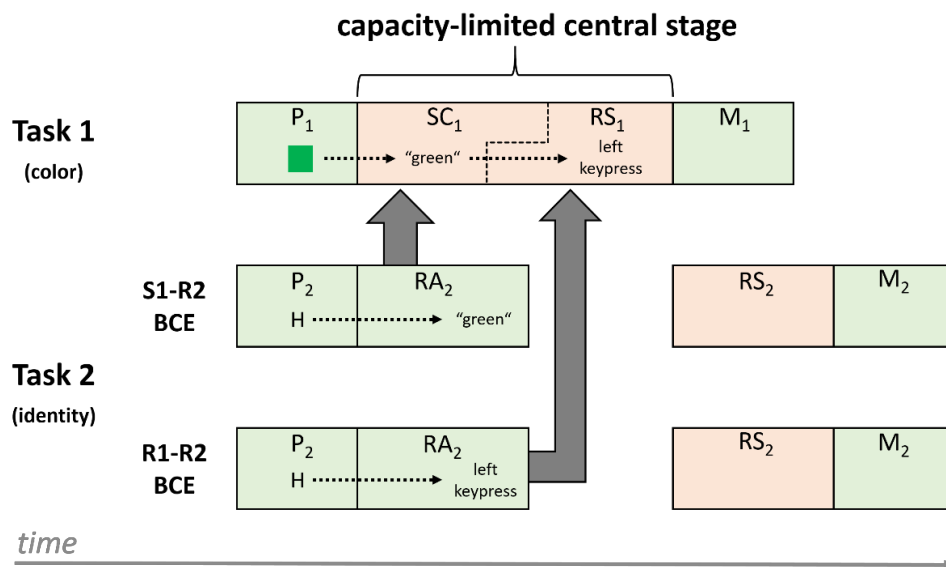 capacity-limited central stage
Task 1
(color)
P₁
SC₁
RS₁
M₁
“green“
left
keypress
S1-R2
BCE
P₂
RA₂
RS₂
M₂
H
“green“
Task 2
(identity)
R1-R2
BCE
P₂
RA₂
RS₂
M₂
H
left
keypress
time